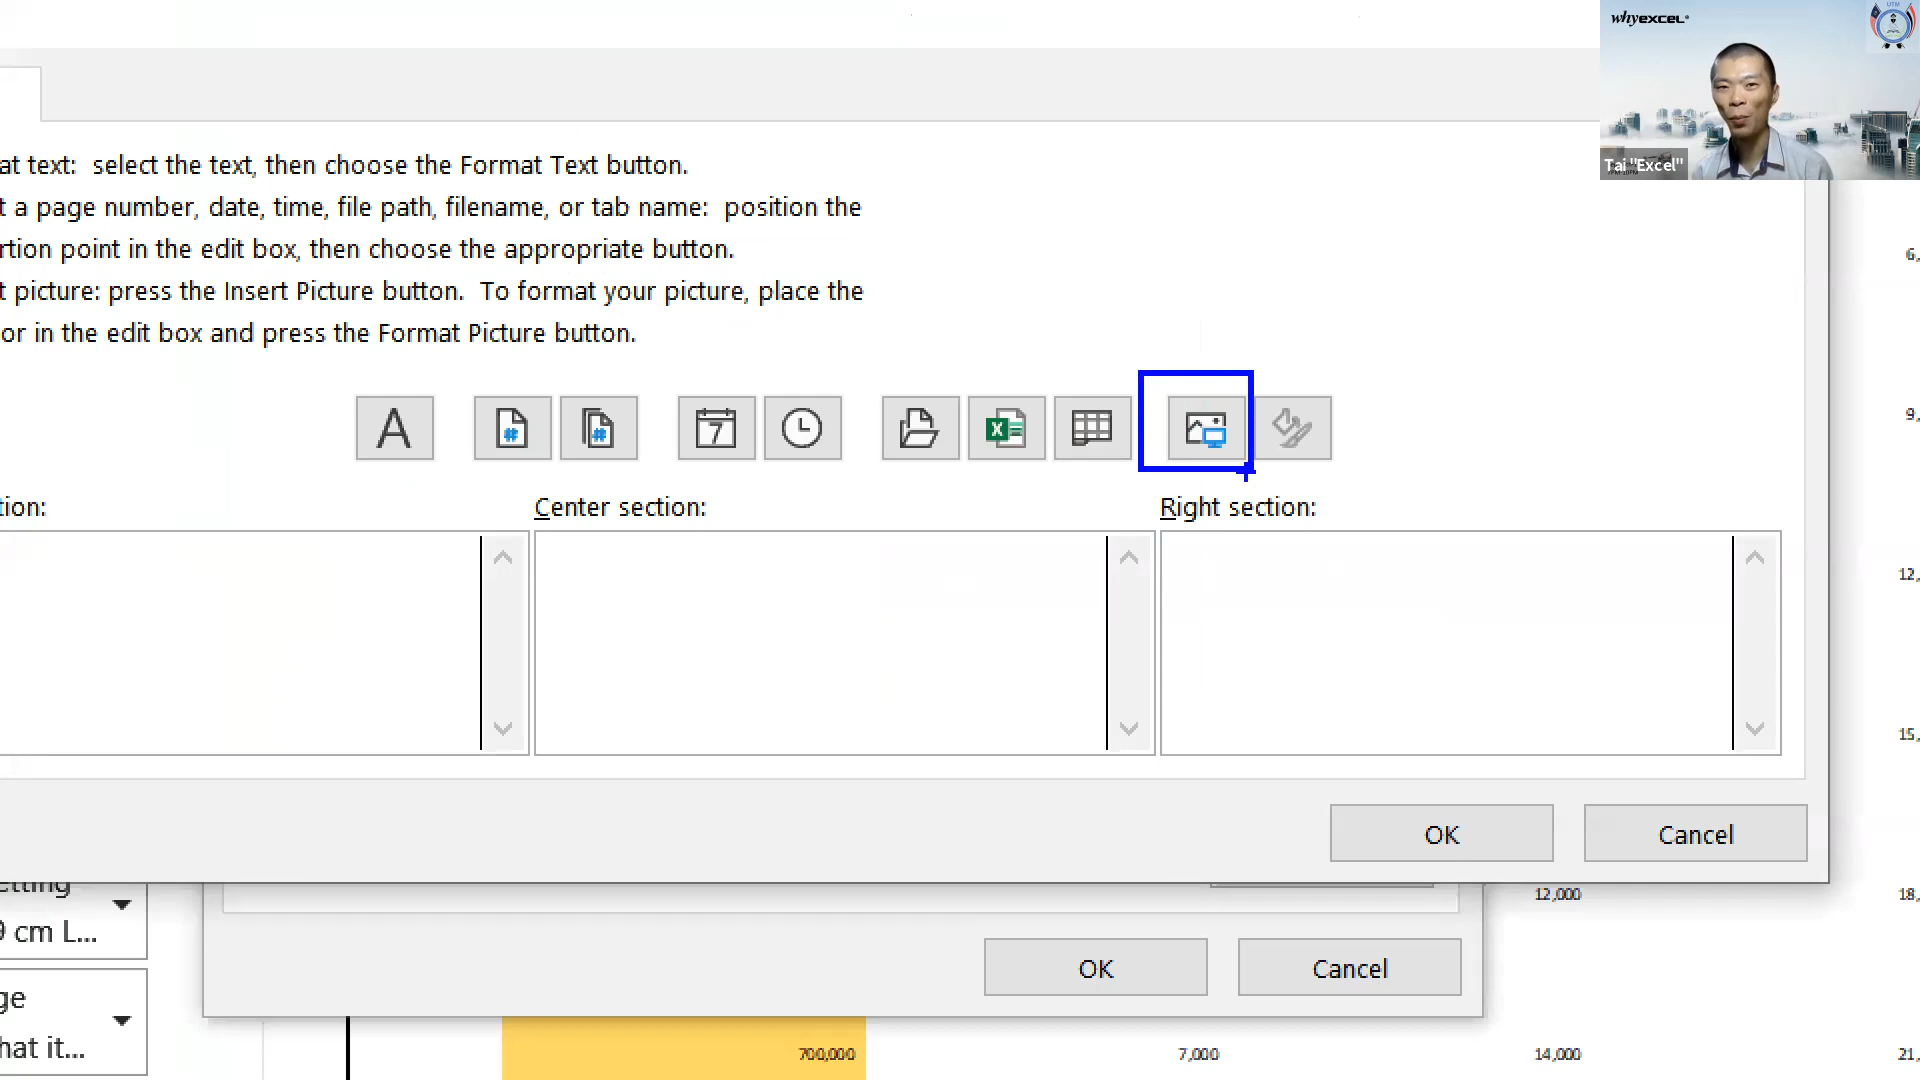 whyEXCEL®
UTM
Tai "Excel"
at text: select the text, then choose the Format Text button.
t a page number, date, time, file path, filename, or tab name: position the
rtion point in the edit box, then choose the appropriate button.
t picture: press the Insert Picture button. To format your picture, place the
or in the edit box and press the Format Picture button.
A
#
#
7
X
tion:
Center section:
Right section:
OK
Cancel
OK
Cancel
etting
9 cm L...
ge
hat it...
6,
9,
12,
15,
12,000
18,
700,000
7,000
14,000
21,